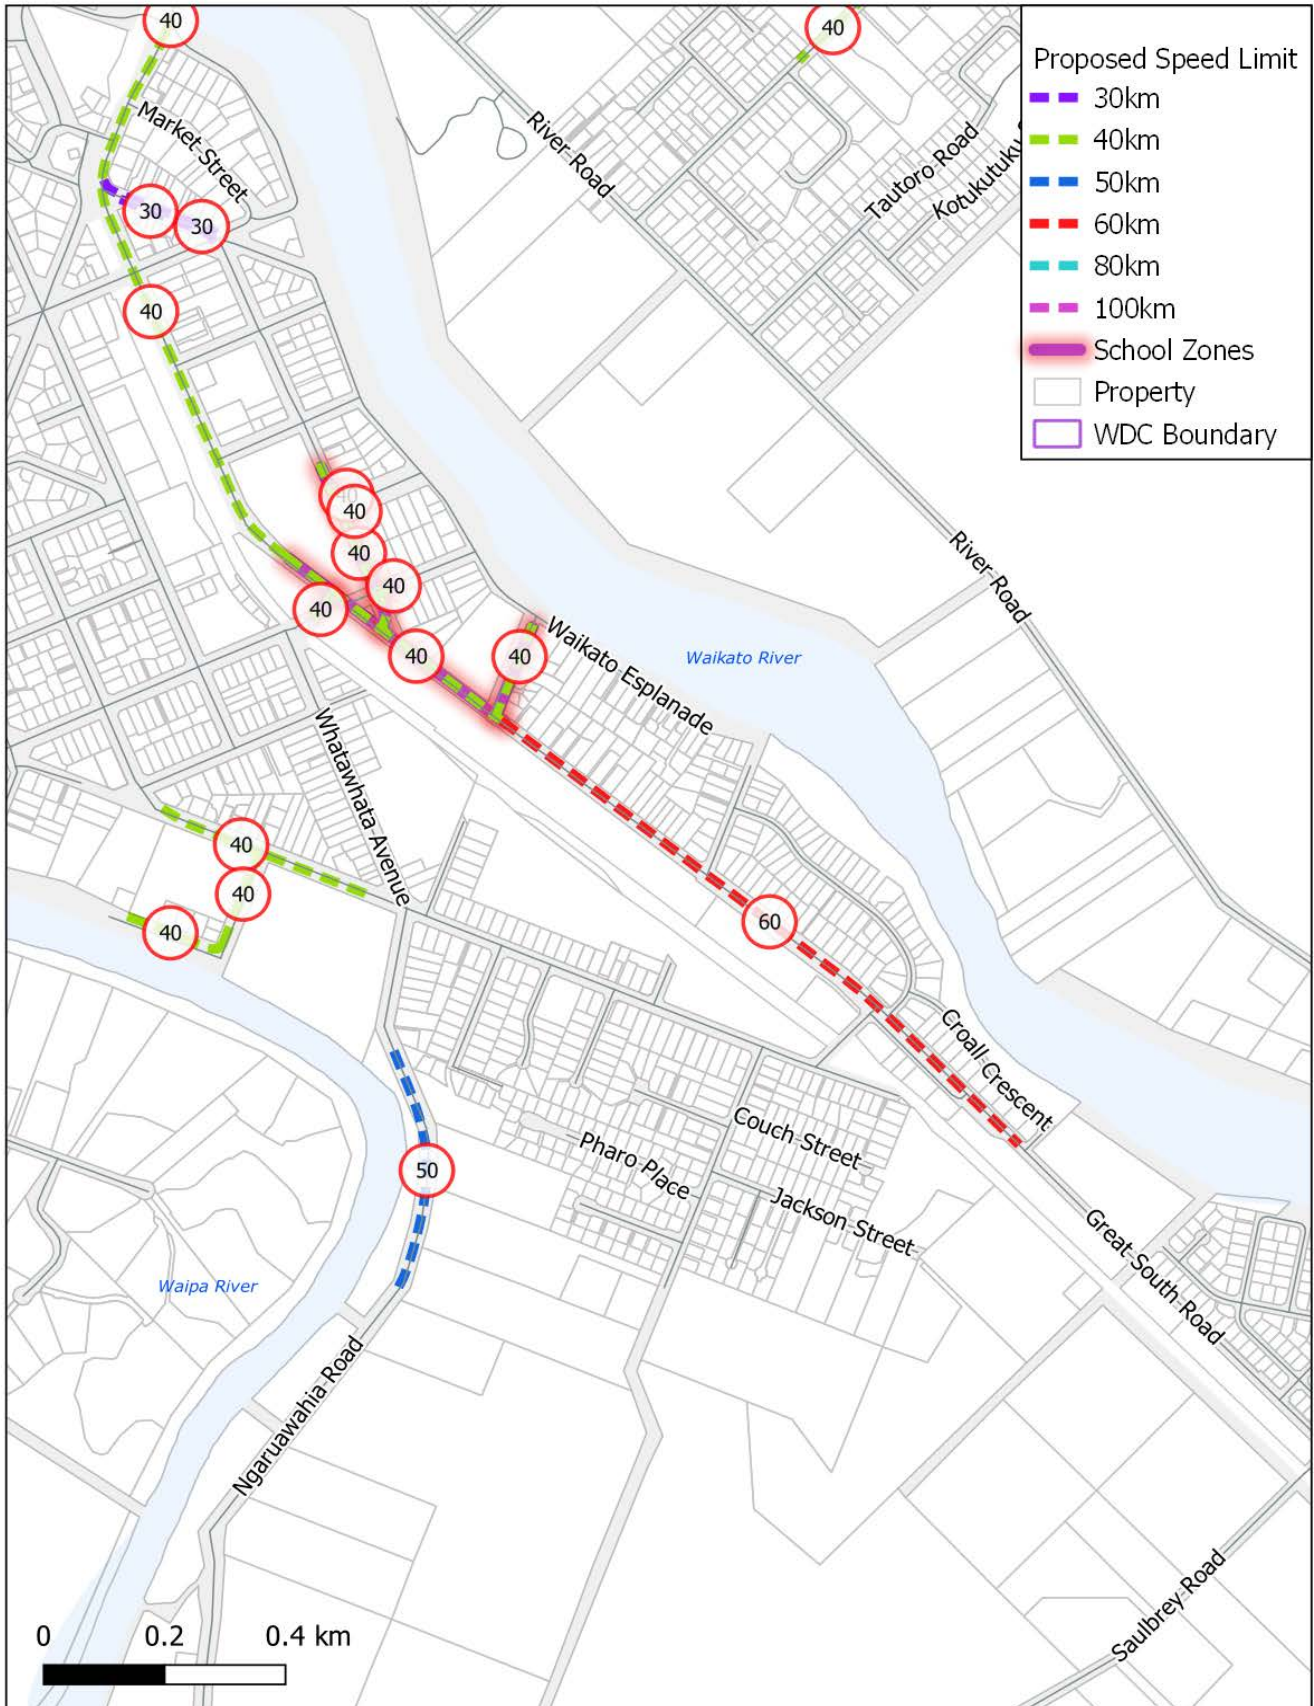 40
40
Proposed Speed Limit
30km
40km
50km
60km
80km
100km
School Zones
Property
WDC Boundary
Market Street
River Road
Tautoro Road
30
30
40
40
40
40
40
40
40
River Road
Waikato Esplanade
Waikato River
Whatawhata Avenue
40
40
40
60
Croall Crescent
Couch Street
Pharo Place
Jackson Street
50
Great South Road
Waipa River
Ngaruawahia Road
Saulbrey Road
0 0.2 0.4 km